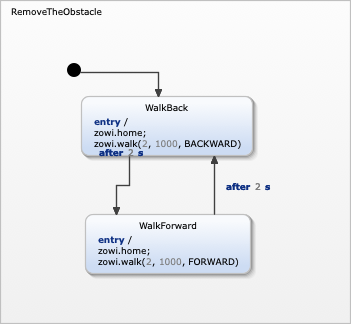 RemoveTheObstacle
WalkBack
entry /
zowi.home;
zowi.walk(2, 1000, BACKWARD)
after 2 s
after 2 s
WalkForward
entry /
zowi.home;
zowi.walk(2, 1000, FORWARD)